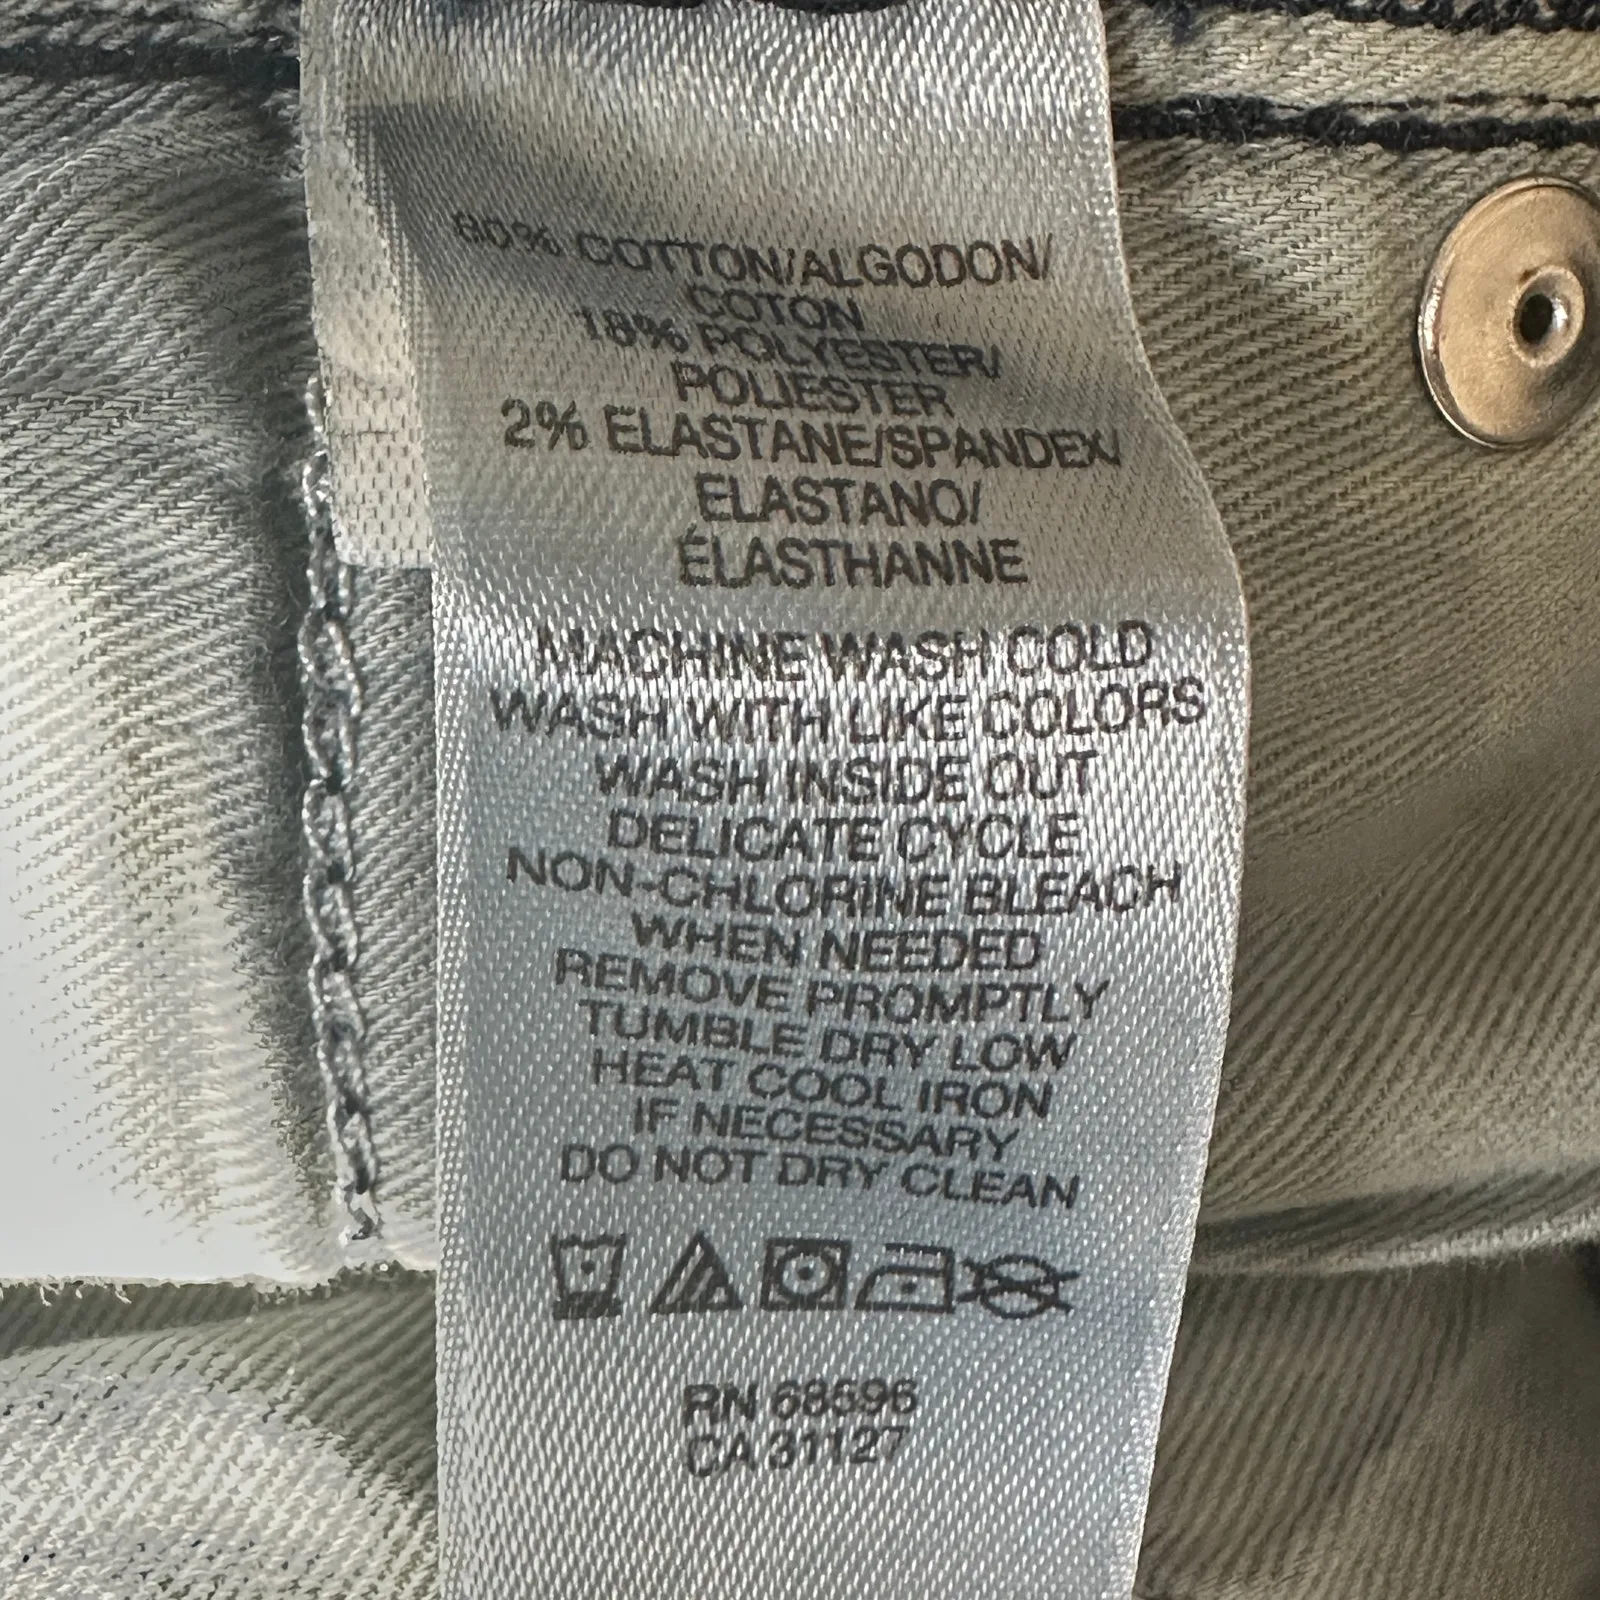 80% COTTON/ALGODON/
COTON
18% POLYESTER/
POLIESTER
2% ELASTANE/SPANDEX/
ELASTANO/
ÉLASTHANNE
MACHINE WASH COLD
WASH WITH LIKE COLORS
WASH INSIDE OUT
DELICATE CYCLE
NON-CHLORINE BLEACH
WHEN NEEDED
REMOVE PROMPTLY
TUMBLE DRY LOW
HEAT COOL IRON
IF NECESSARY
DO NOT DRY CLEAN
RN 68596
CA 31127